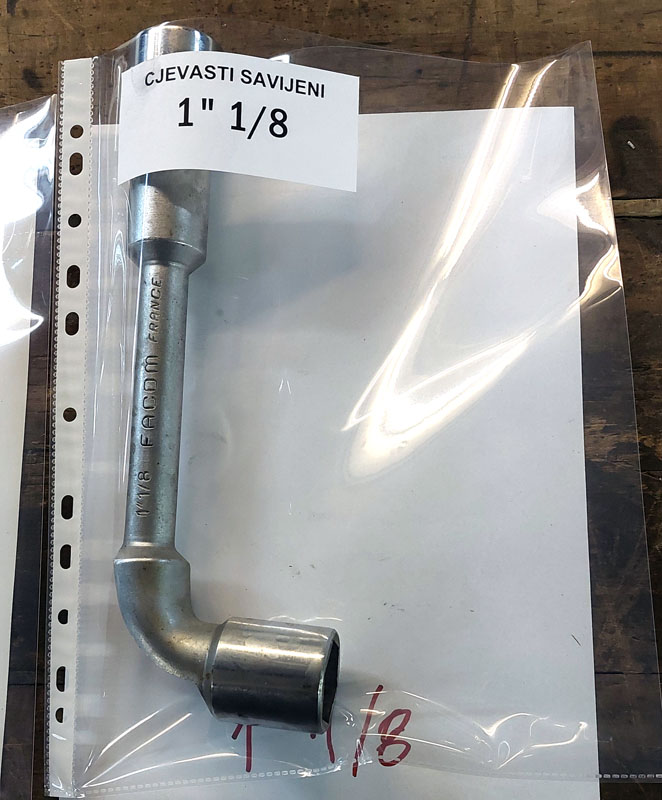 CJEVASTI SAVIJENI
1" 1/8
1"1/8 FACOM FRANCE
1" 1/8